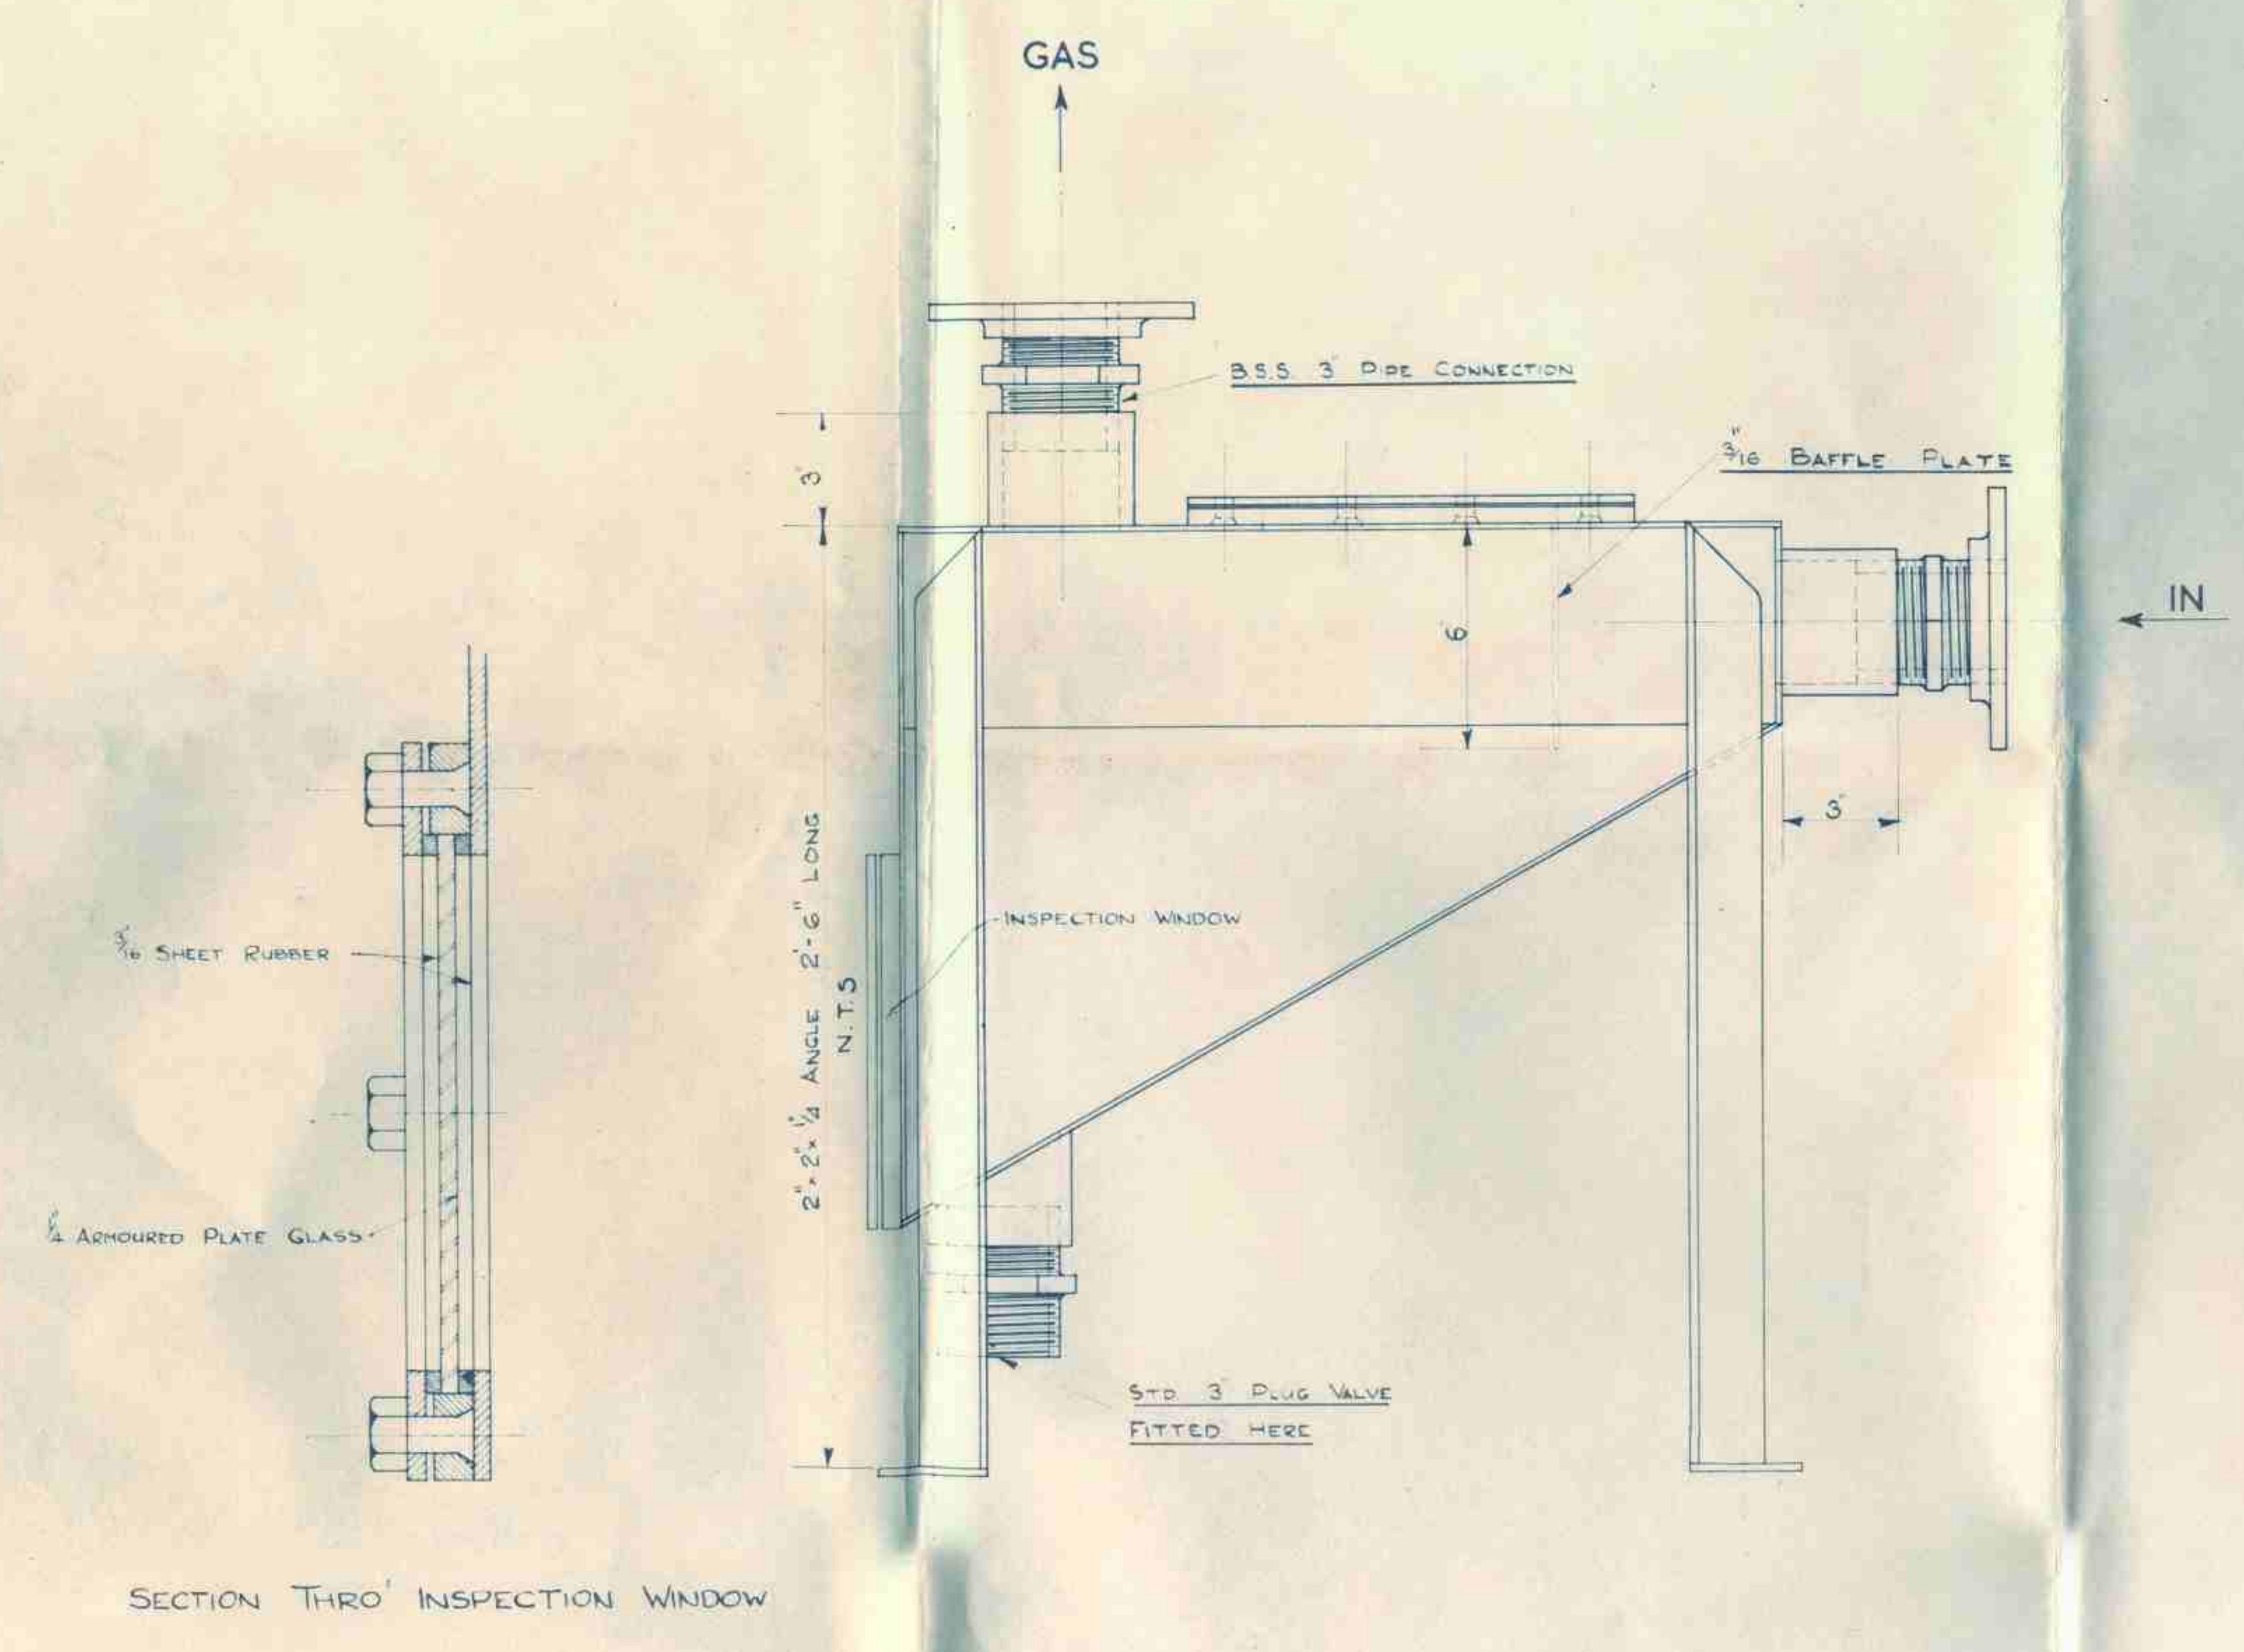 GAS
B.S.S. 3" PIPE CONNECTION
3/16" BAFFLE PLATE
3"
6"
IN
3"
2" x 2" x 1/4" ANGLE 2'-6" LONG
N.T.S
INSPECTION WINDOW
3/16" SHEET RUBBER
1/4" ARMOURED PLATE GLASS
STD. 3" PLUG VALVE
FITTED HERE
SECTION THRO' INSPECTION WINDOW